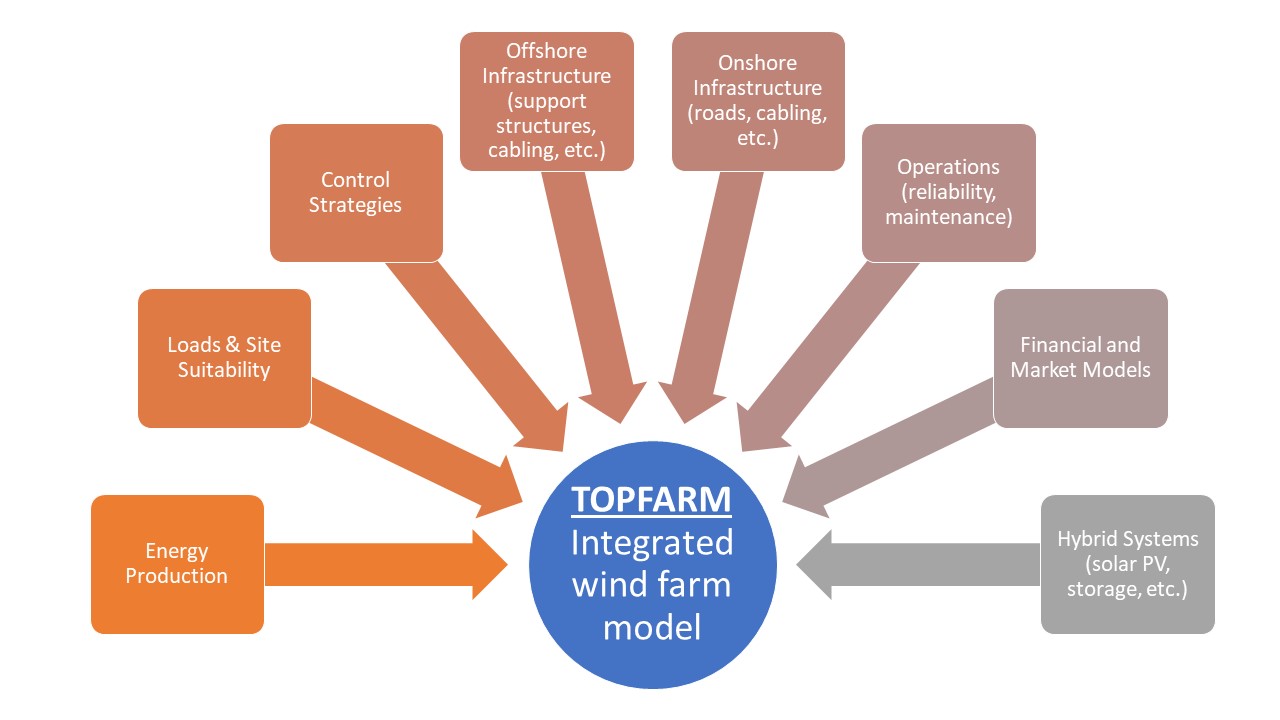 Offshore
Infrastructure
(support
structures,
cabling, etc.)
Onshore
Infrastructure
(roads, cabling,
etc.)
Control
Strategies
Operations
(reliability,
maintenance)
Loads & Site
Suitability
Financial and
Market Models
Energy
Production
TOPFARM
Integrated
wind farm
model
Hybrid Systems
(solar PV,
storage, etc.)